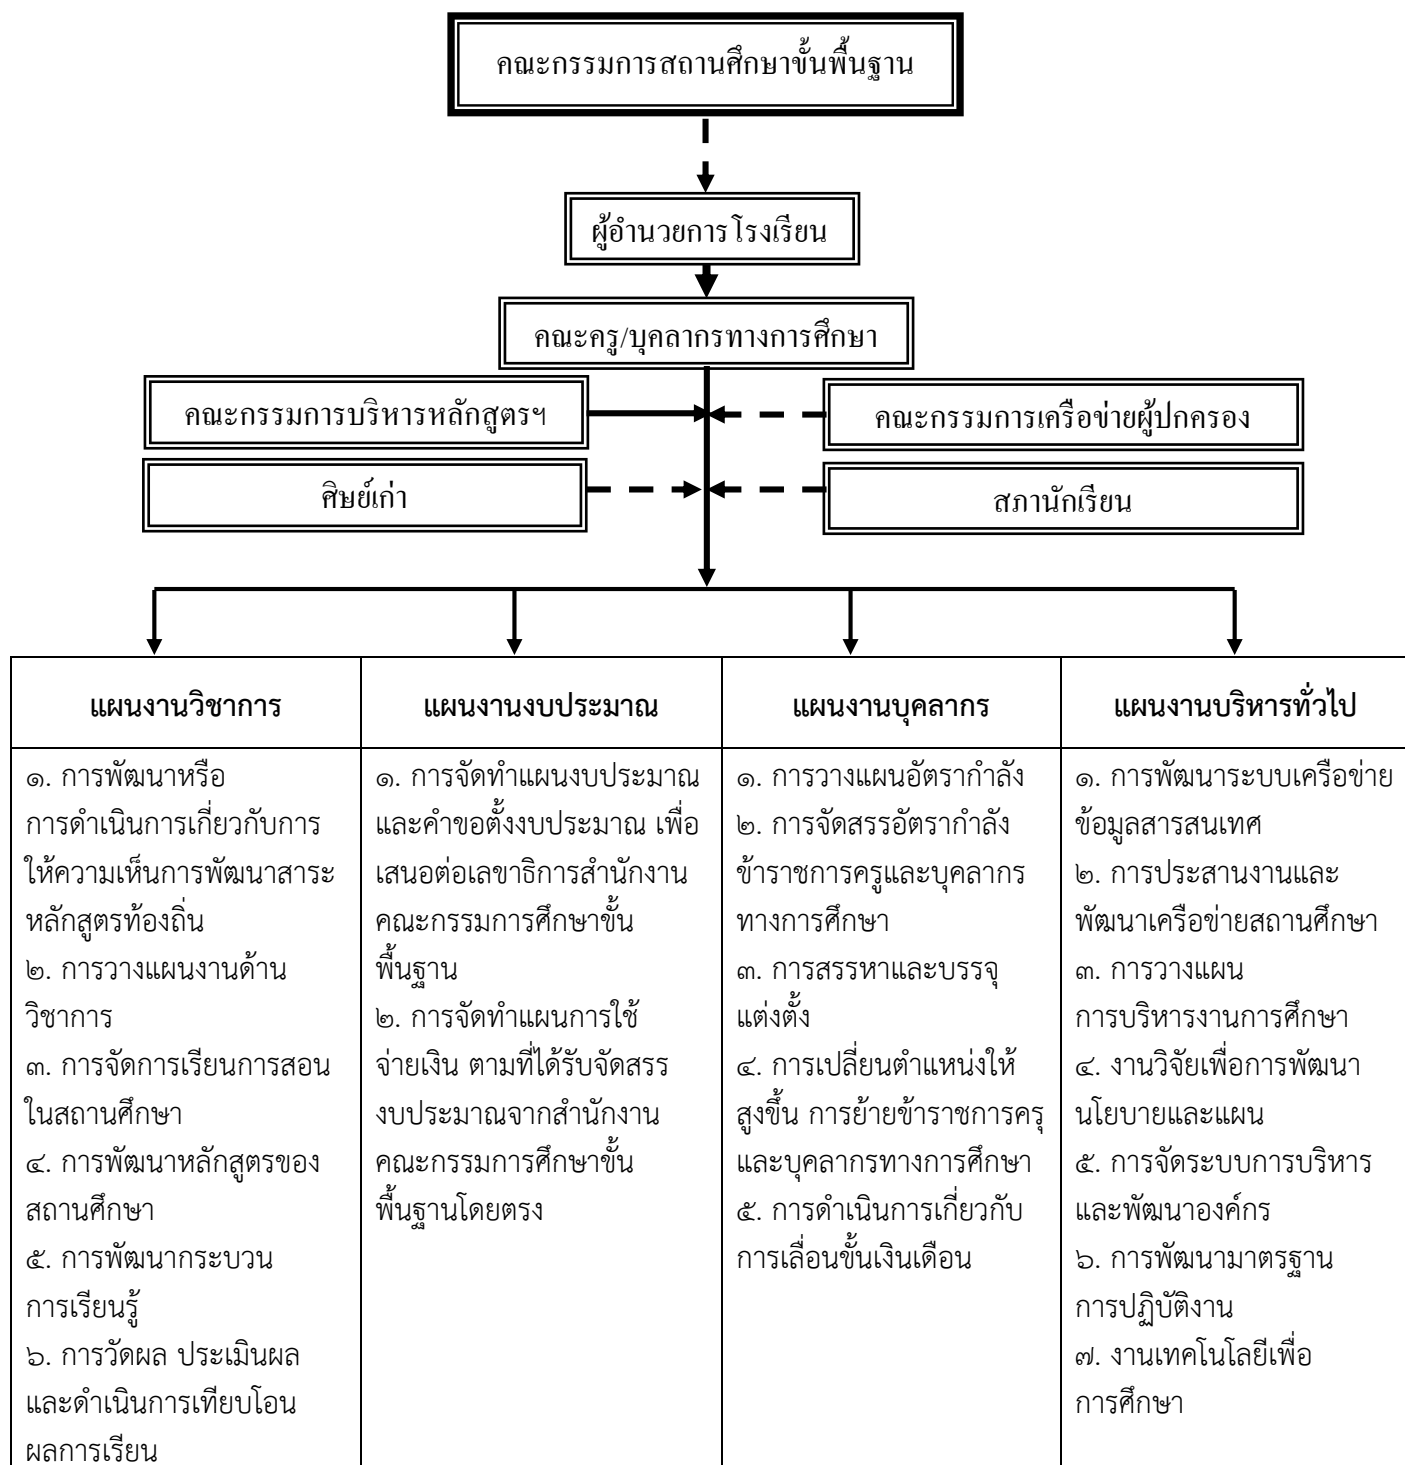 คณะกรรมการสถานศึกษาขั้นพื้นฐาน
ผู้อำนวยการโรงเรียน
คณะครู/บุคลากรทางการศึกษา
คณะกรรมการบริหารหลักสูตรฯ
คณะกรรมการเครือข่ายผู้ปกครอง
ศิษย์เก่า
สภานักเรียน
แผนงานวิชาการ
๑. การพัฒนาหรือ
การดำเนินการเกี่ยวกับการ
ให้ความเห็นการพัฒนาสาระ
หลักสูตรท้องถิ่น
๒. การวางแผนงานด้าน
วิชาการ
๓. การจัดการเรียนการสอน
ในสถานศึกษา
๔. การพัฒนาหลักสูตรของ
สถานศึกษา
๕. การพัฒนากระบวน
การเรียนรู้
๖. การวัดผล ประเมินผล
และดำเนินการเทียบโอน
ผลการเรียน
แผนงานงบประมาณ
๑. การจัดทำแผนงบประมาณ
และคำขอตั้งงบประมาณ เพื่อ
เสนอต่อเลขาธิการสำนักงาน
คณะกรรมการศึกษาขั้น
พื้นฐาน
๒. การจัดทำแผนการใช้
จ่ายเงิน ตามที่ได้รับจัดสรร
งบประมาณจากสำนักงาน
คณะกรรมการศึกษาขั้น
พื้นฐานโดยตรง
แผนงานบุคลากร
๑. การวางแผนอัตรากำลัง
๒. การจัดสรรอัตรากำลัง
ข้าราชการครูและบุคลากร
ทางการศึกษา
๓. การสรรหาและบรรจุ
แต่งตั้ง
๔. การเปลี่ยนตำแหน่งให้
สูงขึ้น การย้ายข้าราชการครุ
และบุคลากรทางการศึกษา
๕. การดำเนินการเกี่ยวกับ
การเลื่อนขั้นเงินเดือน
แผนงานบริหารทั่วไป
๑. การพัฒนาระบบเครือข่าย
ข้อมูลสารสนเทศ
๒. การประสานงานและ
พัฒนาเครือข่ายสถานศึกษา
๓. การวางแผน
การบริหารงานการศึกษา
๔. งานวิจัยเพื่อการพัฒนา
นโยบายและแผน
๕. การจัดระบบการบริหาร
และพัฒนาองค์กร
๖. การพัฒนามาตรฐาน
การปฏิบัติงาน
๗. งานเทคโนโลยีเพื่อ
การศึกษา